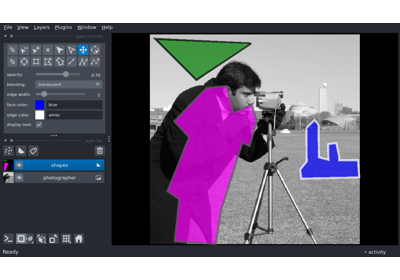 File View Layers Plugins Window Help
opacity: 0.70
blending: translucent
edge width: 5
face color: blue
edge color: white
display text: ✓
shapes
photographer
Ready activity